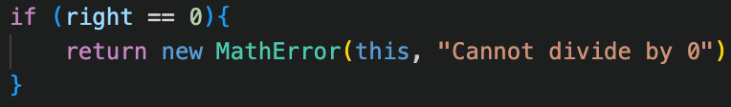 if (right == 0){
    return new MathError(this, "Cannot divide by 0")
}